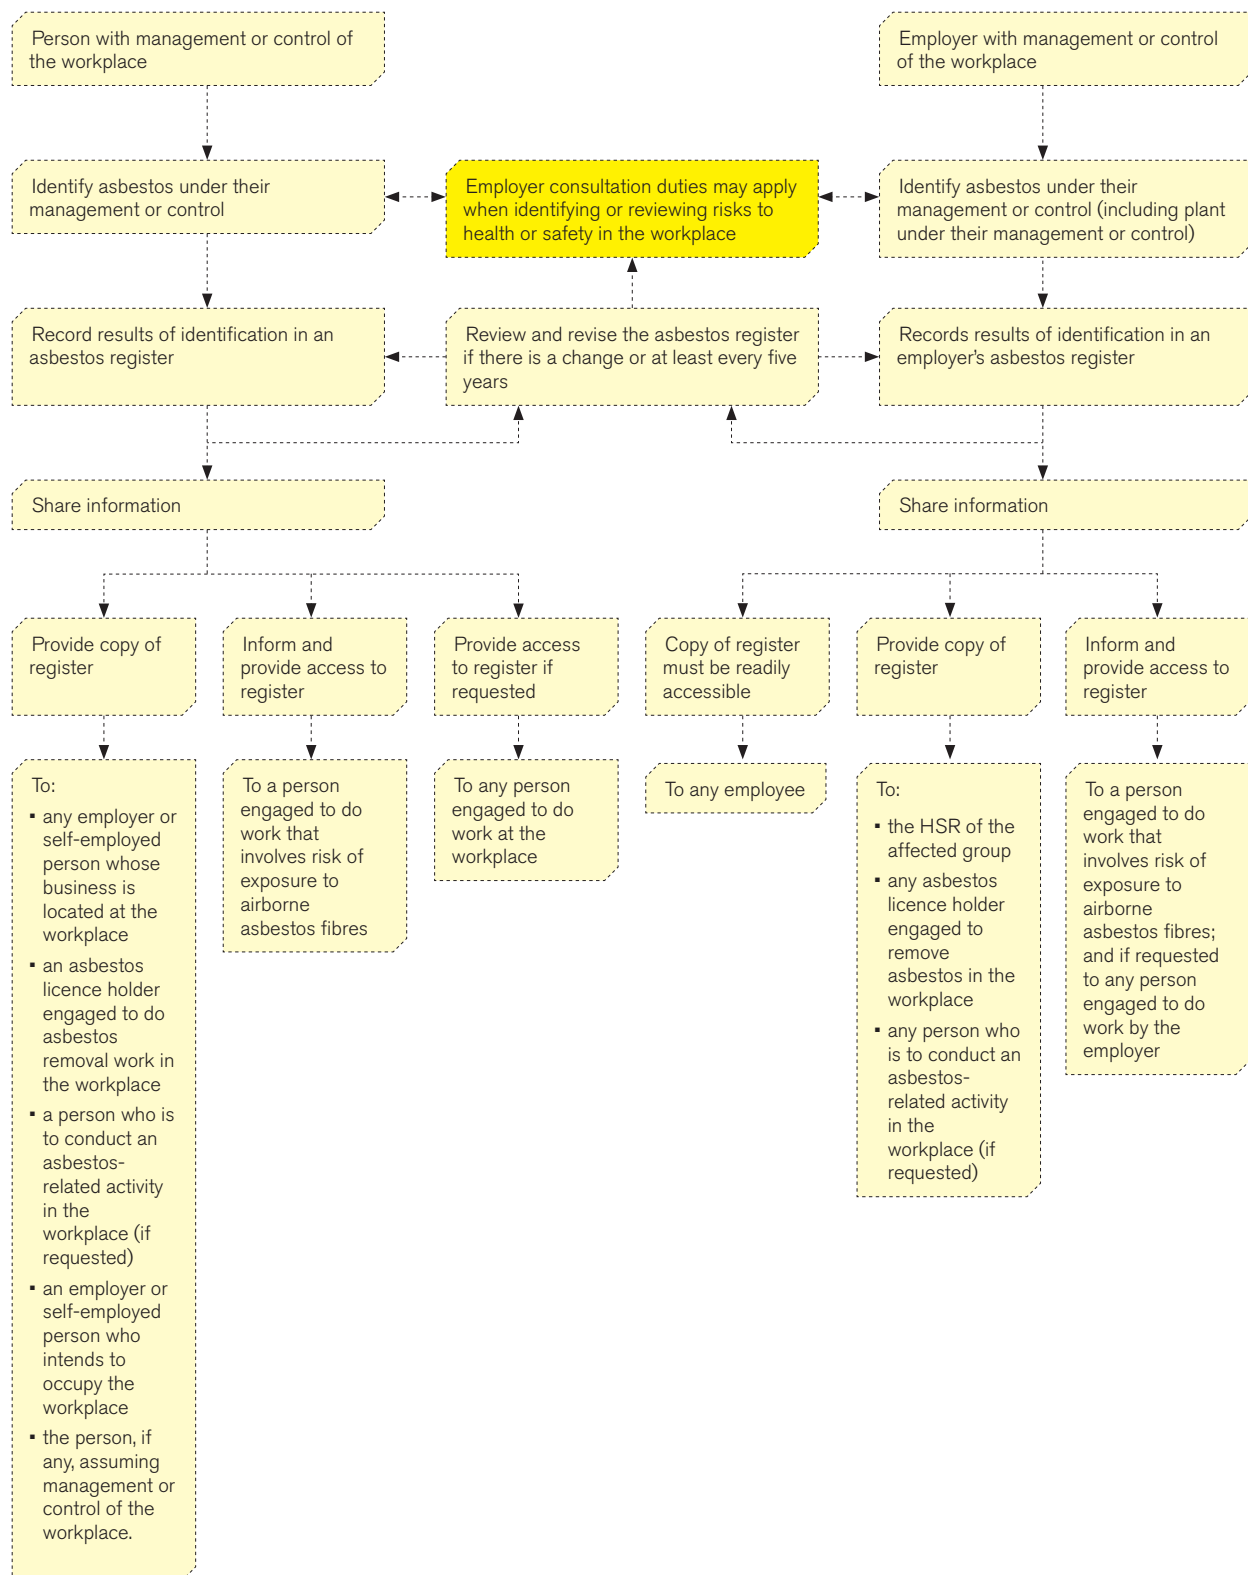 Person with management or control of
the workplace
Employer with management or control
of the workplace
Identify asbestos under their
management or control
Employer consultation duties may apply
when identifying or reviewing risks to
health or safety in the workplace
Identify asbestos under their
management or control (including plant
under their management or control)
Record results of identification in an
asbestos register
Review and revise the asbestos register
if there is a change or at least every five
years
Records results of identification in an
employer's asbestos register
Share information
Share information
Provide copy of
register
Inform and
provide access to
register
Provide access
to register if
requested
Copy of register
must be readily
accessible
Provide copy of
register
Inform and
provide access to
register
To:
▪ any employer or
self-employed
person whose
business is
located at the
workplace
▪ an asbestos
licence holder
engaged to do
asbestos
removal work in
the workplace
▪ a person who is
to conduct an
asbestos-
related activity
in the
workplace (if
requested)
▪ an employer or
self-employed
person who
intends to
occupy the
workplace
▪ the person, if
any, assuming
management or
control of the
workplace.
To a person
engaged to do
work that
involves risk of
exposure to
airborne
asbestos fibres
To any person
engaged to do
work at the
workplace
To any employee
To:
▪ the HSR of the
affected group
▪ any asbestos
licence holder
engaged to
remove
asbestos in the
workplace
▪ any person who
is to conduct an
asbestos-
related activity
in the
workplace (if
requested)
To a person
engaged to do
work that
involves risk of
exposure to
airborne
asbestos fibres;
and if requested
to any person
engaged to do
work by the
employer